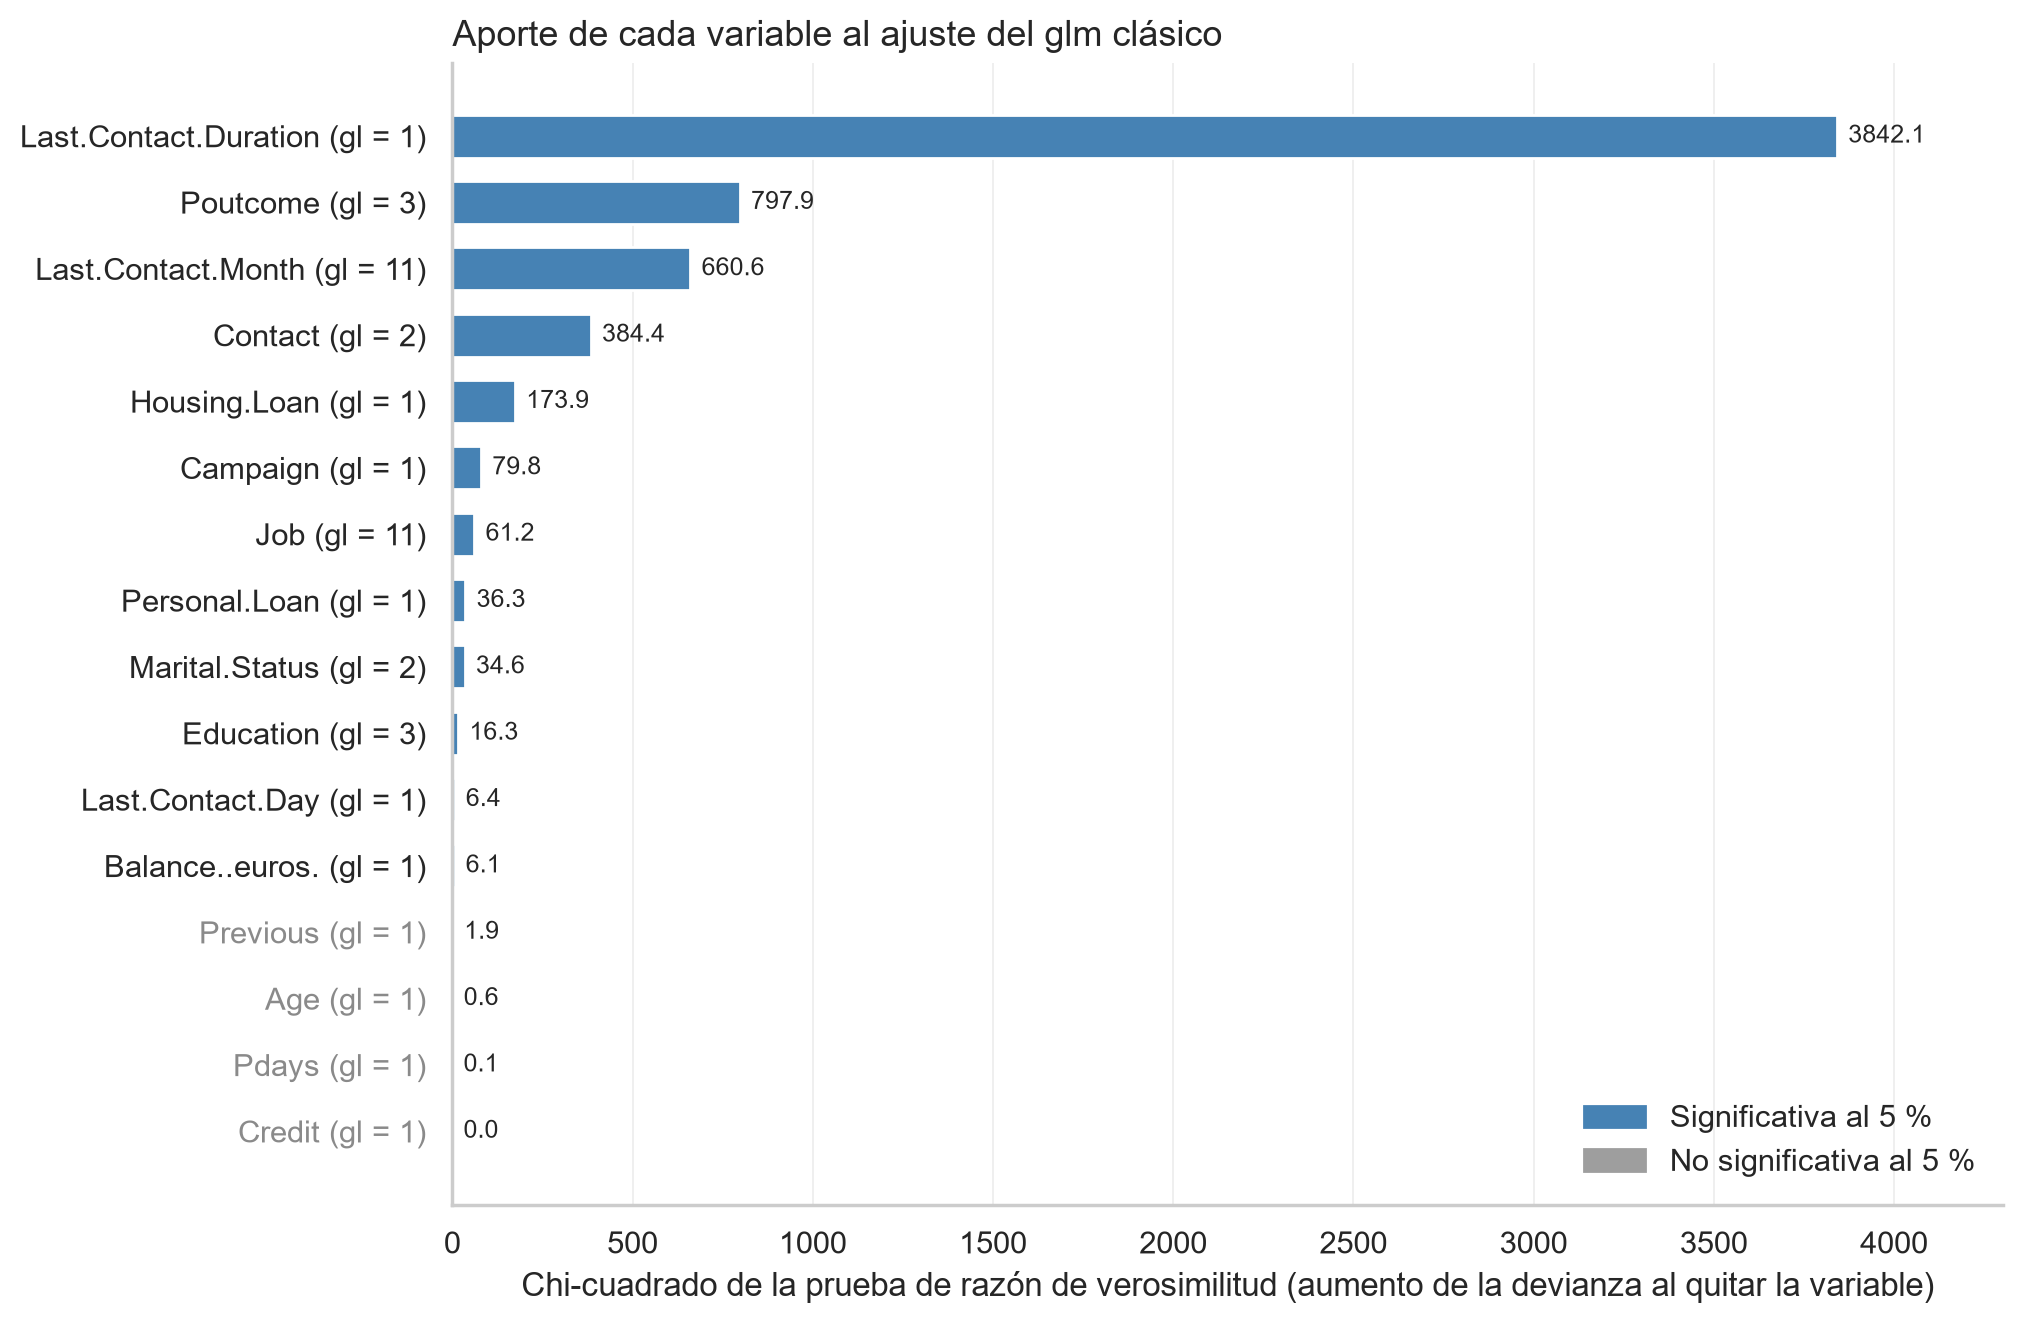 Aporte de cada variable al ajuste del glm clásico
Last.Contact.Duration (gl = 1) 3842.1
Poutcome (gl = 3) 797.9
Last.Contact.Month (gl = 11) 660.6
Contact (gl = 2) 384.4
Housing.Loan (gl = 1) 173.9
Campaign (gl = 1) 79.8
Job (gl = 11) 61.2
Personal.Loan (gl = 1) 36.3
Marital.Status (gl = 2) 34.6
Education (gl = 3) 16.3
Last.Contact.Day (gl = 1) 6.4
Balance..euros. (gl = 1) 6.1
Previous (gl = 1) 1.9
Age (gl = 1) 0.6
Pdays (gl = 1) 0.1
Credit (gl = 1) 0.0
Significativa al 5 %
No significativa al 5 %
0 500 1000 1500 2000 2500 3000 3500 4000
Chi-cuadrado de la prueba de razón de verosimilitud (aumento de la devianza al quitar la variable)